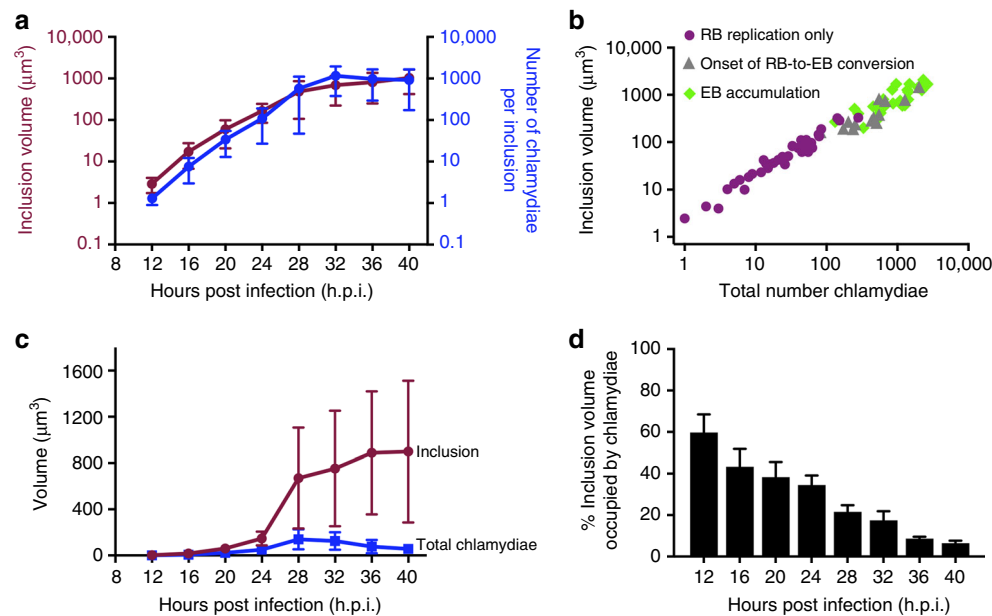 a
10,000
1000
100
10
1
0.1
Inclusion volume (μm³)
10,000
1000
100
10
1
0.1
Number of chlamydiae
per inclusion
8 12 16 20 24 28 32 36 40
Hours post infection (h.p.i.)
b
RB replication only
Onset of RB-to-EB conversion
EB accumulation
10,000
1000
100
10
1
Inclusion volume (μm³)
1 10 100 1000 10,000
Total number chlamydiae
c
1600
1200
800
400
0
Volume (μm³)
Inclusion
Total chlamydiae
8 12 16 20 24 28 32 36 40
Hours post infection (h.p.i.)
d
100
80
60
40
20
0
% Inclusion volume
occupied by chlamydiae
12 16 20 24 28 32 36 40
Hours post infection (h.p.i.)